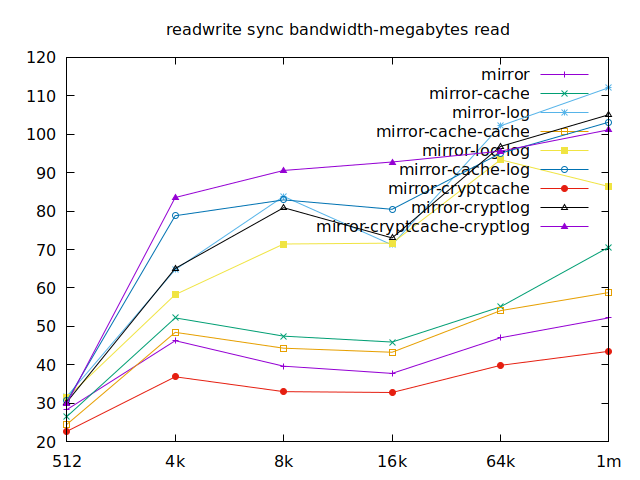 readwrite sync bandwidth-megabytes read
120
110
100
90
80
70
60
50
40
30
20
mirror
mirror-cache
mirror-log
mirror-cache-cache
mirror-log-log
mirror-cache-log
mirror-cryptcache
mirror-cryptlog
mirror-cryptcache-cryptlog
512 4k 8k 16k 64k 1m